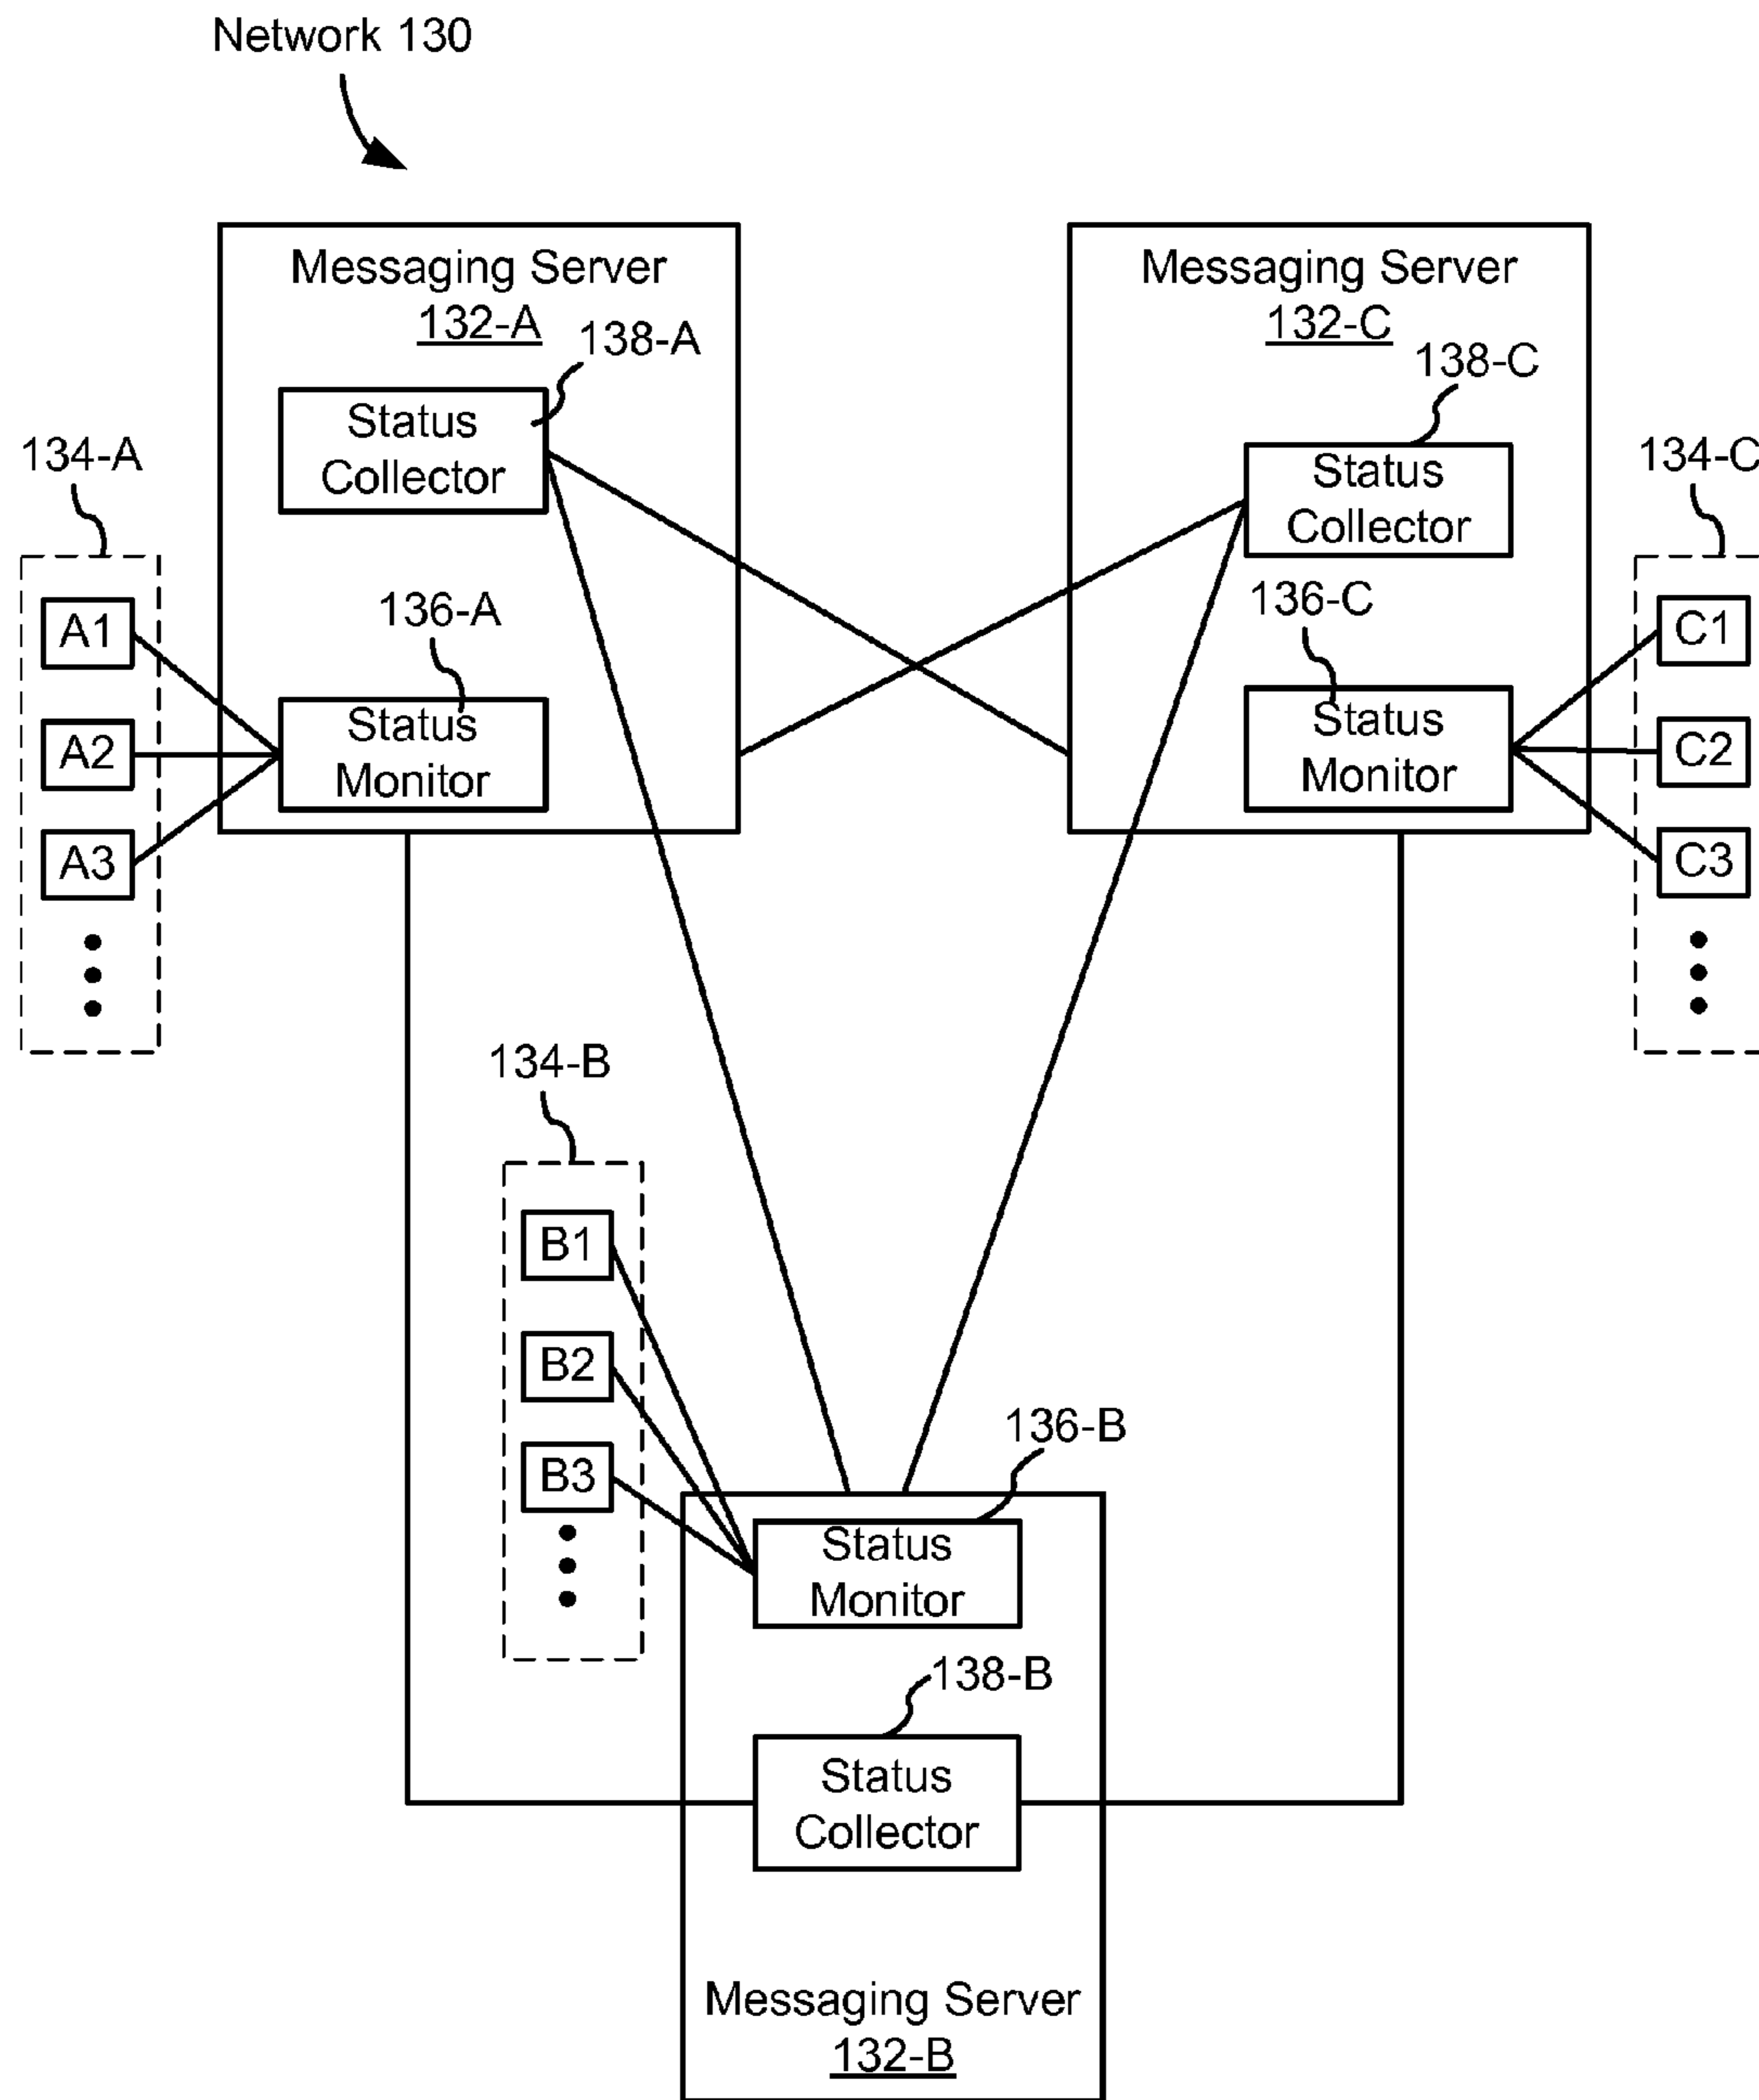 Network 130
Messaging Server
132-A
138-A
Status
Collector
134-A
136-A
A1
A2
A3
Status
Monitor
Messaging Server
132-C
138-C
Status
Collector
134-C
136-C
Status
Monitor
C1
C2
C3
134-B
B1
B2
B3
136-B
Status
Monitor
138-B
Status
Collector
Messaging Server
132-B